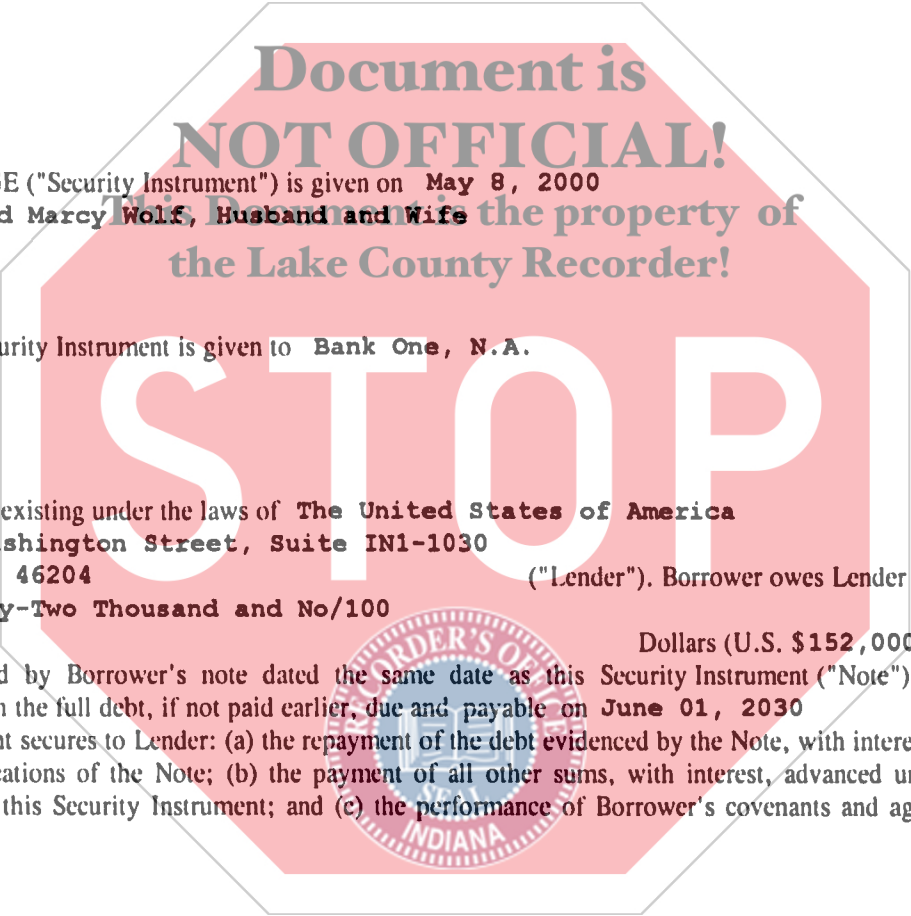 Document is
NOT OFFICIAL!
E ("Security Instrument") is given on May 8, 2000
This Document is the property of
d Marcy Wolf, Husband and Wife
the Lake County Recorder!
urity Instrument is given to Bank One, N.A.
STOP
existing under the laws of The United States of America
shington Street, Suite IN1-1030
46204 ("Lender"). Borrower owes Lender
y-Two Thousand and No/100
Dollars (U.S. $152,000
d by Borrower's note dated the same date as this Security Instrument ("Note")
n the full debt, if not paid earlier, due and payable on June 01, 2030
nt secures to Lender: (a) the repayment of the debt evidenced by the Note, with intere
cations of the Note; (b) the payment of all other sums, with interest, advanced u
this Security Instrument; and (c) the performance of Borrower's covenants and ag
RECORDER'S OFFICE
SEAL
INDIANA